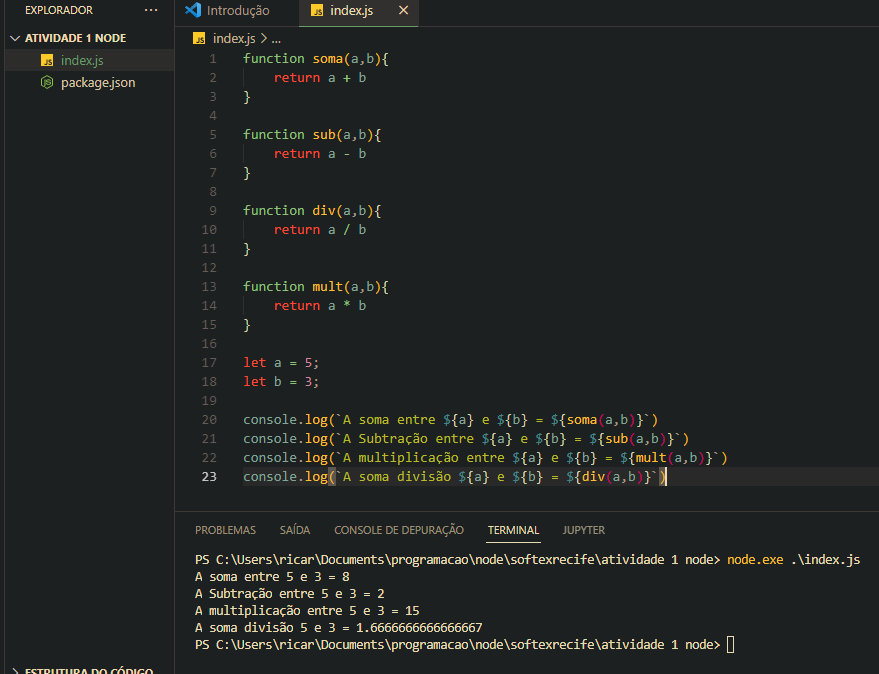 EXPLORADOR ...
ATIVIDADE 1 NODE
JS index.js
JS package.json
Introdução
JS index.js
JS index.js > ...
1 function soma(a,b){
2     return a + b
3 }
4
5 function sub(a,b){
6     return a - b
7 }
8
9 function div(a,b){
10     return a / b
11 }
12
13 function mult(a,b){
14     return a * b
15 }
16
17 let a = 5;
18 let b = 3;
19
20 console.log(`A soma entre ${a} e ${b} = ${soma(a,b)}`)
21 console.log(`A Subtração entre ${a} e ${b} = ${sub(a,b)}`)
22 console.log(`A multiplicação entre ${a} e ${b} = ${mult(a,b)}`)
23 console.log(`A soma divisão ${a} e ${b} = ${div(a,b)}`)
PROBLEMAS SAÍDA CONSOLE DE DEPURAÇÃO TERMINAL JUPYTER
PS C:\Users\ricar\Documents\programacao\node\softexrecife\atividade 1 node> node.exe .\index.js
A soma entre 5 e 3 = 8
A Subtração entre 5 e 3 = 2
A multiplicação entre 5 e 3 = 15
A soma divisão 5 e 3 = 1.6666666666666667
PS C:\Users\ricar\Documents\programacao\node\softexrecife\atividade 1 node>
ESTRUTURA DO CÓDIGO